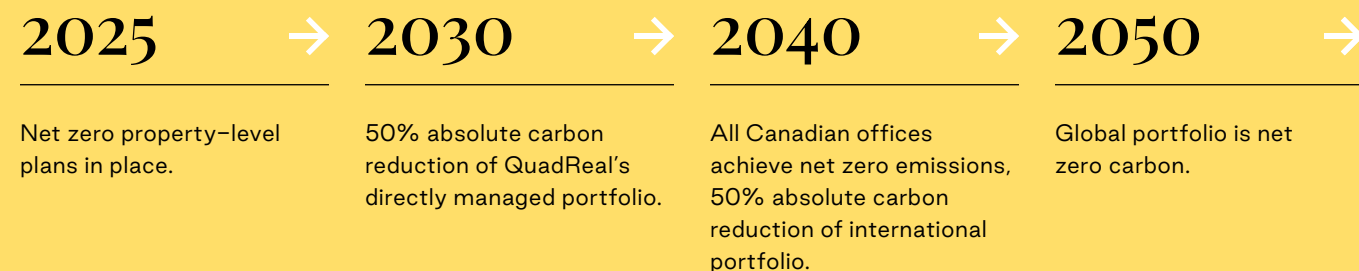 2025
Net zero property-level
plans in place.
2030
50% absolute carbon
reduction of QuadReal's
directly managed portfolio.
2040
All Canadian offices
achieve net zero emissions,
50% absolute carbon
reduction of international
portfolio.
2050
Global portfolio is net
zero carbon.